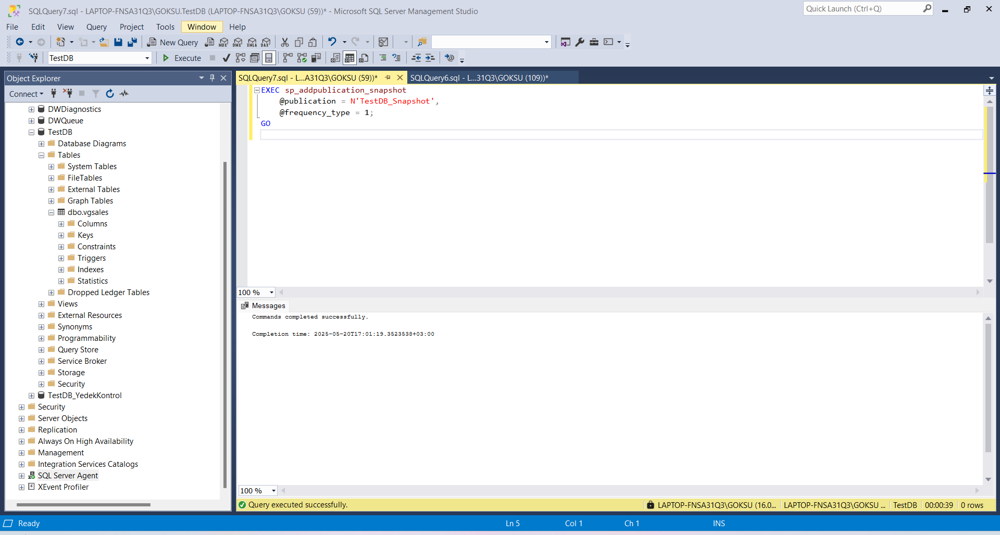 SQLQuery7.sql - LAPTOP-FNSA31Q3\GOKSU.TestDB (LAPTOP-FNSA31Q3\GOKSU (59))* - Microsoft SQL Server Management Studio
Quick Launch (Ctrl+Q)
File Edit View Query Project Tools Window Help
New Query MDX DMX XMLA DAX
TestDB Execute
Object Explorer
Connect
DWDiagnostics
DWQueue
TestDB
Database Diagrams
Tables
System Tables
FileTables
External Tables
Graph Tables
dbo.vgsales
Columns
Keys
Constraints
Triggers
Indexes
Statistics
Dropped Ledger Tables
Views
External Resources
Synonyms
Programmability
Query Store
Service Broker
Storage
Security
TestDB_YedekKontrol
Security
Server Objects
Replication
Always On High Availability
Management
Integration Services Catalogs
SQL Server Agent
XEvent Profiler
SQLQuery7.sql - L...A31Q3\GOKSU (59))* SQLQuery6.sql - L...31Q3\GOKSU (109))*
EXEC sp_addpublication_snapshot
@publication = N'TestDB_Snapshot',
@frequency_type = 1;
GO
100 %
Messages
Commands completed successfully.
Completion time: 2025-05-20T17:01:19.3523538+03:00
100 %
Query executed successfully. LAPTOP-FNSA31Q3\GOKSU (16.0... LAPTOP-FNSA31Q3\GOKSU ... TestDB 00:00:39 0 rows
Ready Ln 5 Col 1 Ch 1 INS